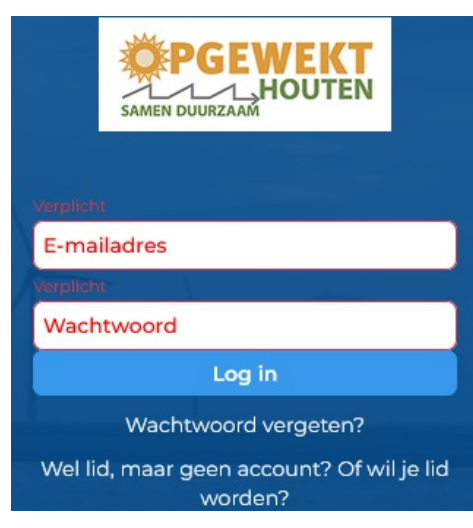 OPGEWEKT
HOUTEN
SAMEN DUURZAAM
Verplicht
E-mailadres
Verplicht
Wachtwoord
Log in
Wachtwoord vergeten?
Wel lid, maar geen account? Of wil je lid
worden?